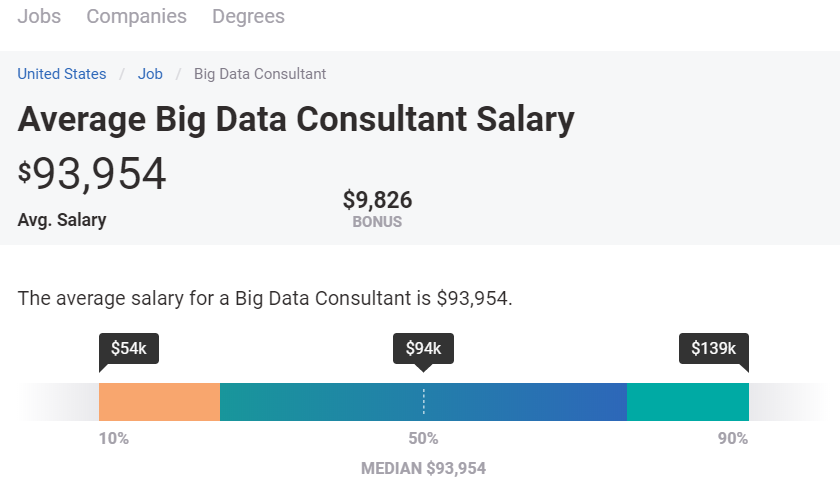 Jobs Companies Degrees
United States / Job / Big Data Consultant
Average Big Data Consultant Salary
$93,954
Avg. Salary
$9,826
BONUS
The average salary for a Big Data Consultant is $93,954.
$54k $94k $139k
10% 50% 90%
MEDIAN $93,954